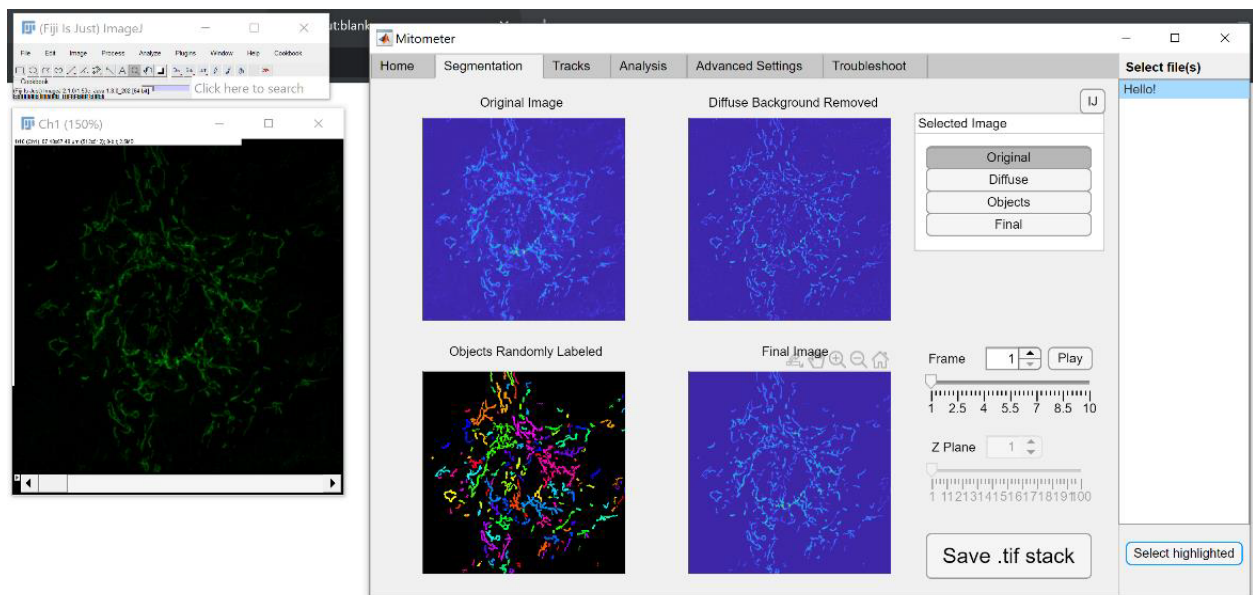 (Fiji Is Just) ImageJ
File Edit Image Process Analyze Plugins Window Help Cookbook
Click here to search
Ch1 (150%)
Mitometer
Home Segmentation Tracks Analysis Advanced Settings Troubleshoot
Select file(s)
Hello!
Original Image
Diffuse Background Removed
IJ
Selected Image
Original
Diffuse
Objects
Final
Objects Randomly Labeled
Final Image
Frame 1 Play
1 2.5 4 5.5 7 8.5 10
Z Plane 1
Save .tif stack
Select highlighted